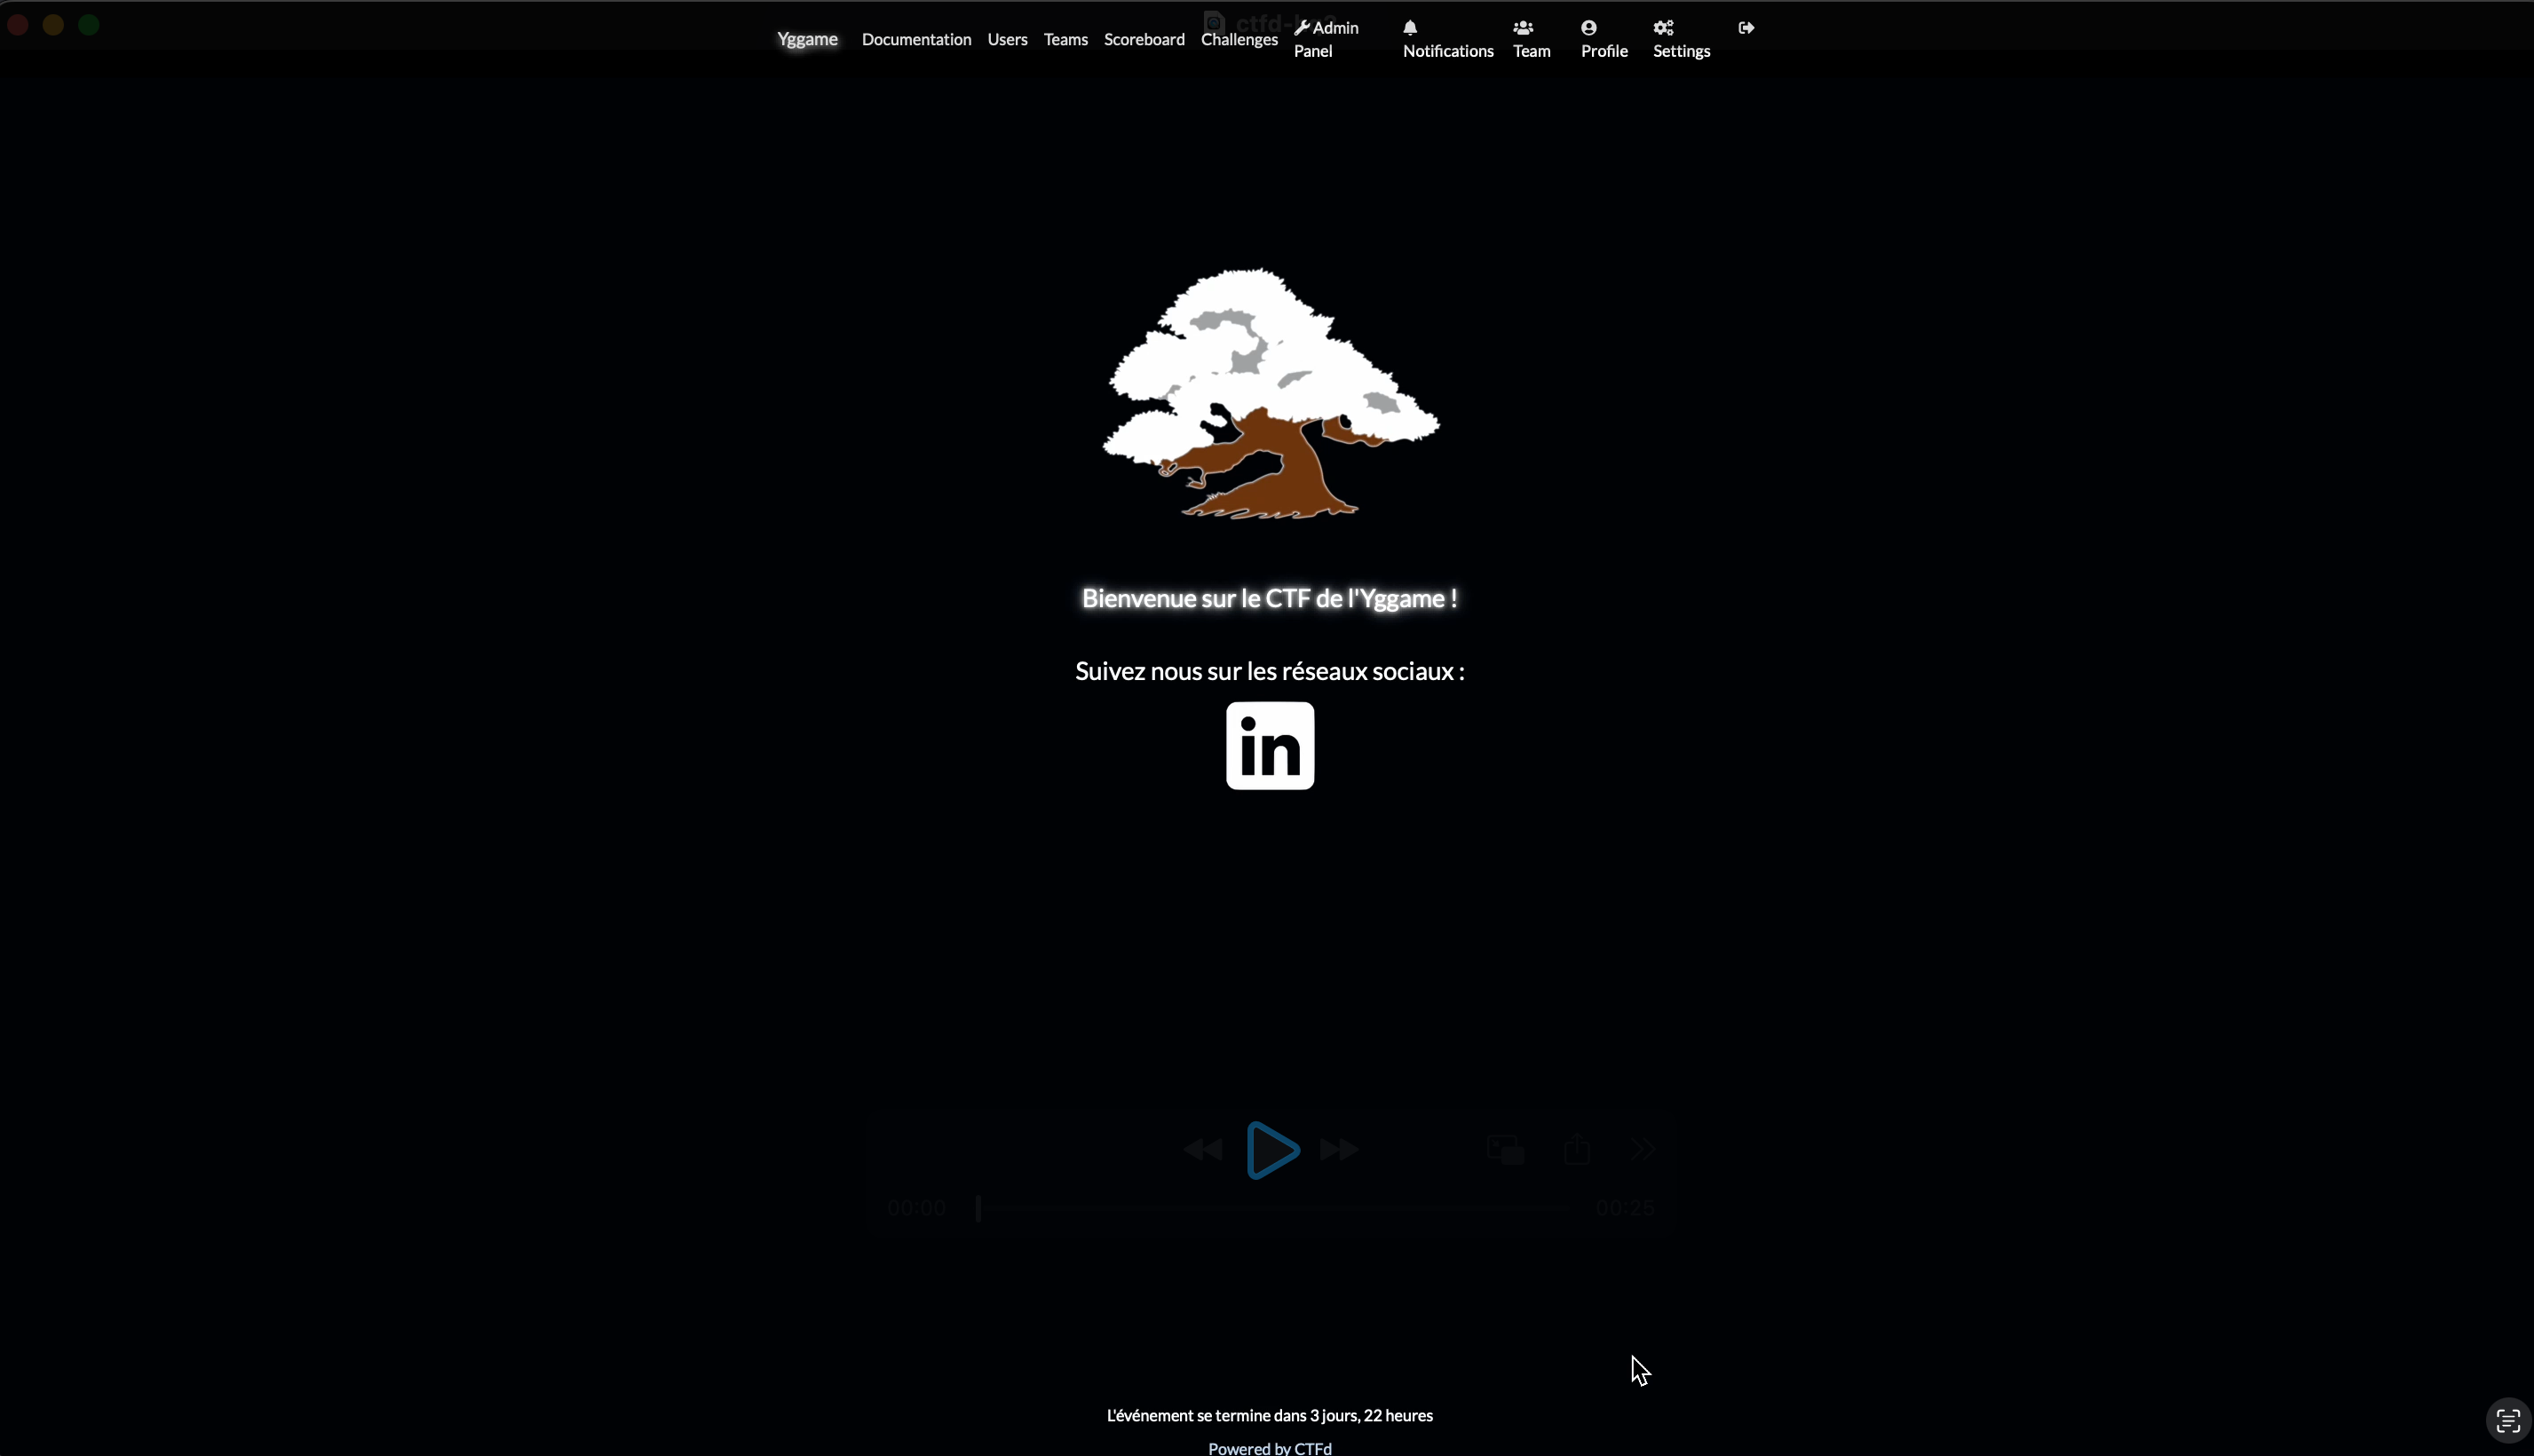 Yggame Documentation Users Teams Scoreboard Challenges Admin Panel Notifications Team Profile Settings
Bienvenue sur le CTF de l'Yggame !
Suivez nous sur les réseaux sociaux :
in
00:00 00:25
L'événement se termine dans 3 jours, 22 heures
Powered by CTFd